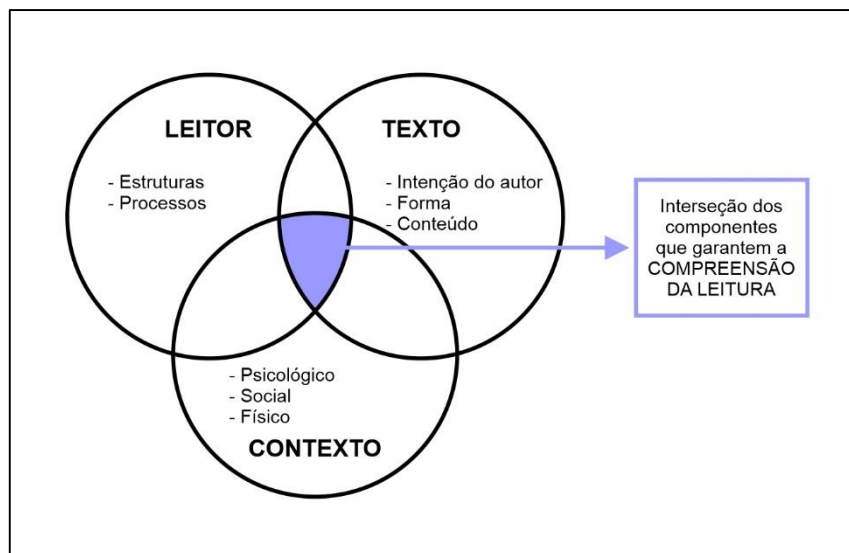 LEITOR
- Estruturas
- Processos
TEXTO
- Intenção do autor
- Forma
- Conteúdo
Interseção dos
componentes
que garantem a
COMPREENSÃO
DA LEITURA
- Psicológico
- Social
- Físico
CONTEXTO